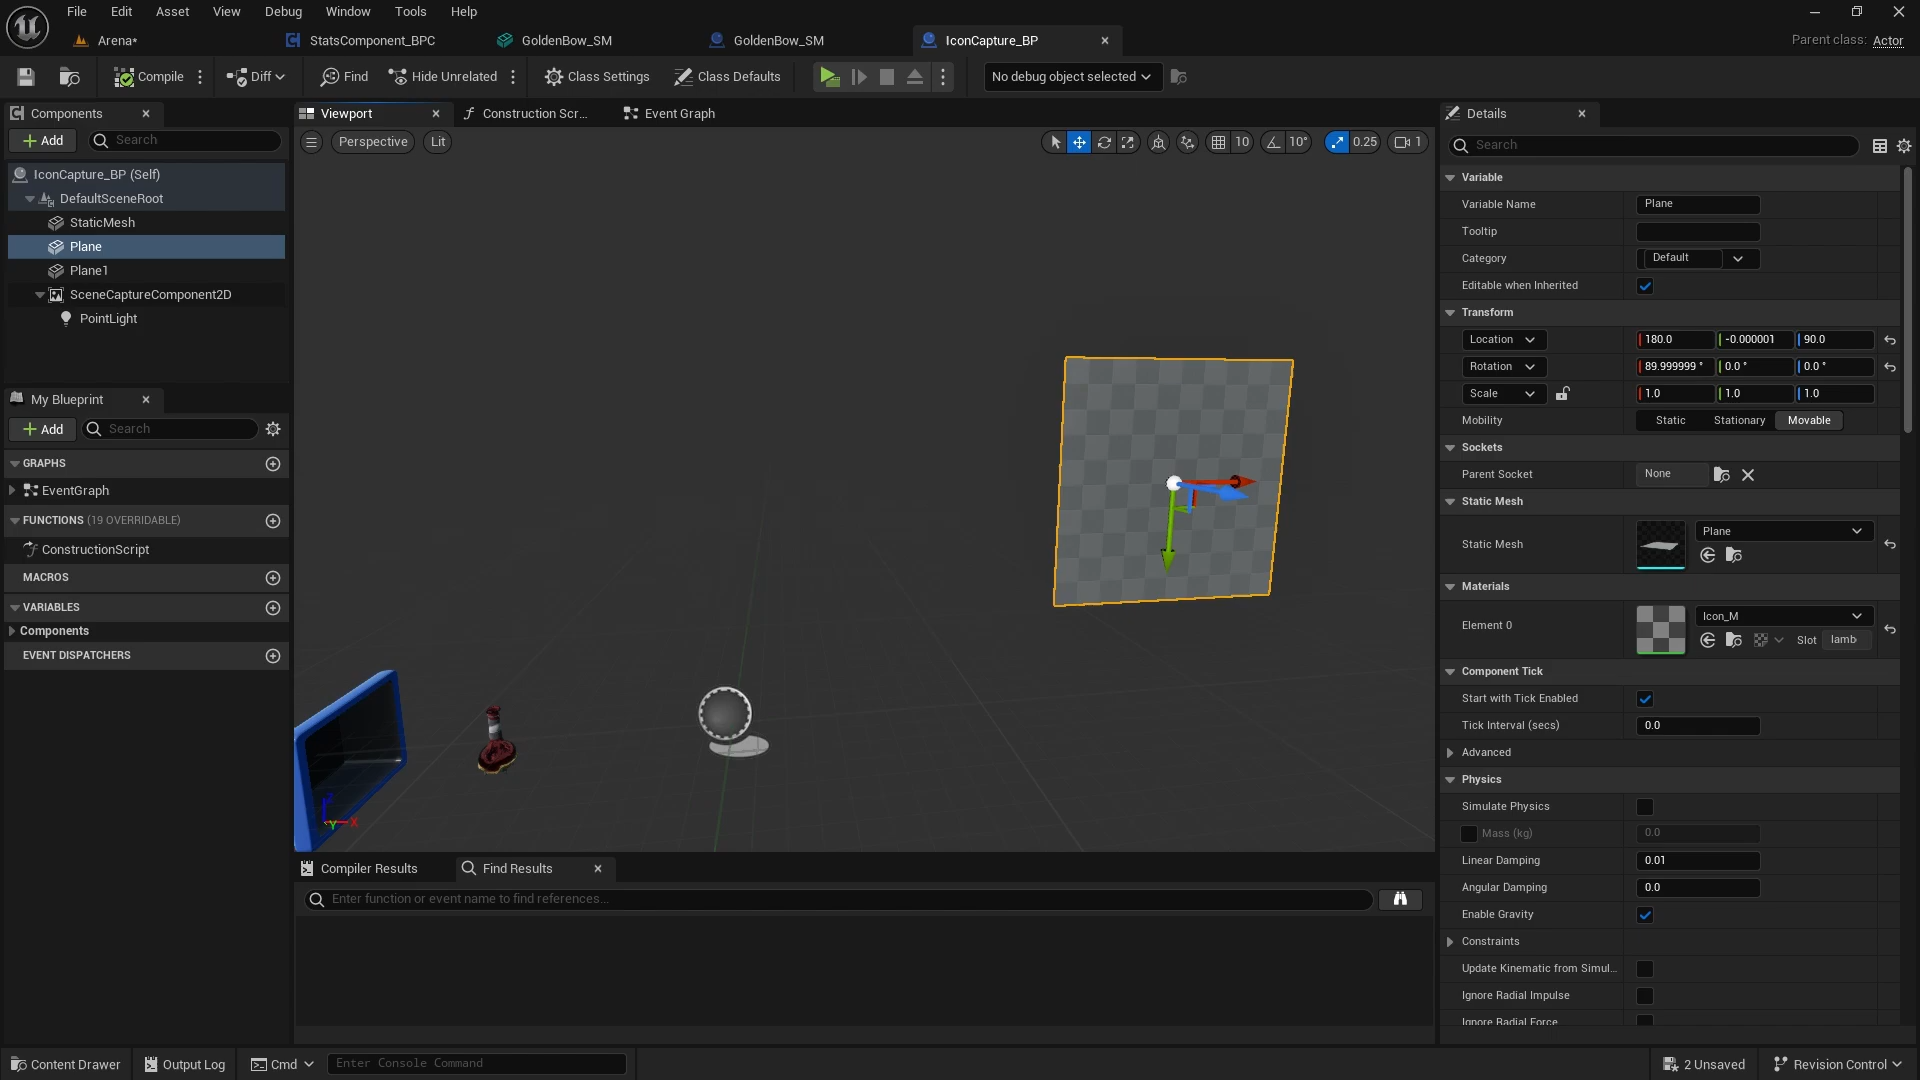 File Edit Asset View Debug Window Tools Help
Arena* StatsComponent_BPC GoldenBow_SM GoldenBow_SM IconCapture_BP Parent class: Actor
Compile Diff Find Hide Unrelated Class Settings Class Defaults No debug object selected
Components
Add Search
IconCapture_BP (Self)
DefaultSceneRoot
StaticMesh
Plane
Plane1
SceneCaptureComponent2D
PointLight
My Blueprint
Add Search
GRAPHS
EventGraph
FUNCTIONS (19 OVERRIDABLE)
ConstructionScript
MACROS
VARIABLES
Components
EVENT DISPATCHERS
Viewport Construction Scr... Event Graph
Perspective Lit 10 10° 0.25 1
Z
Y X
Compiler Results Find Results
Enter function or event name to find references...
Details
Search
Variable
Variable Name Plane
Tooltip
Category Default
Editable when Inherited
Transform
Location 180.0 -0.000001 90.0
Rotation 89.999999 ° 0.0 ° 0.0 °
Scale 1.0 1.0 1.0
Mobility Static Stationary Movable
Sockets
Parent Socket None
Static Mesh
Static Mesh Plane
Materials
Element 0 Icon_M
Slot lamb
Component Tick
Start with Tick Enabled
Tick Interval (secs) 0.0
Advanced
Physics
Simulate Physics
Mass (kg) 0.0
Linear Damping 0.01
Angular Damping 0.0
Enable Gravity
Constraints
Update Kinematic from Simul...
Ignore Radial Impulse
Ignore Radial Force
Content Drawer Output Log Cmd Enter Console Command 2 Unsaved Revision Control